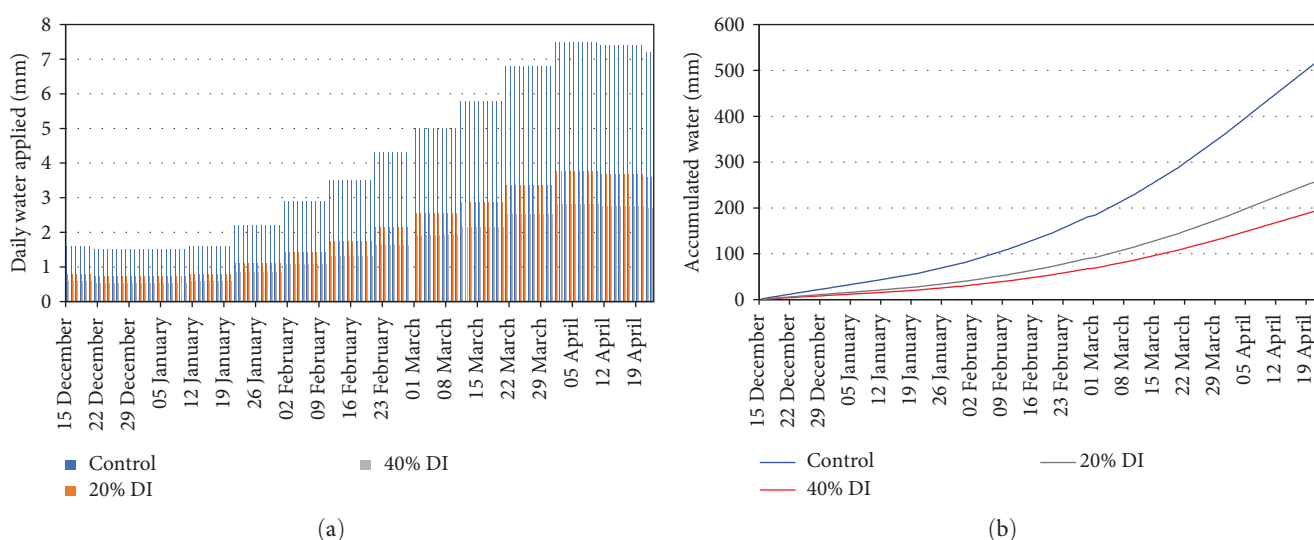 Daily water applied (mm)
8
7
6
5
4
3
2
1
0
15 December
22 December
29 December
05 January
12 January
19 January
26 January
02 February
09 February
16 February
23 February
01 March
08 March
15 March
22 March
29 March
05 April
12 April
19 April
Control
40% DI
20% DI
(a)
Accumulated water (mm)
600
500
400
300
200
100
0
15 December
22 December
29 December
05 January
12 January
19 January
26 January
02 February
09 February
16 February
23 February
01 March
08 March
15 March
22 March
29 March
05 April
12 April
19 April
Control
20% DI
40% DI
(b)